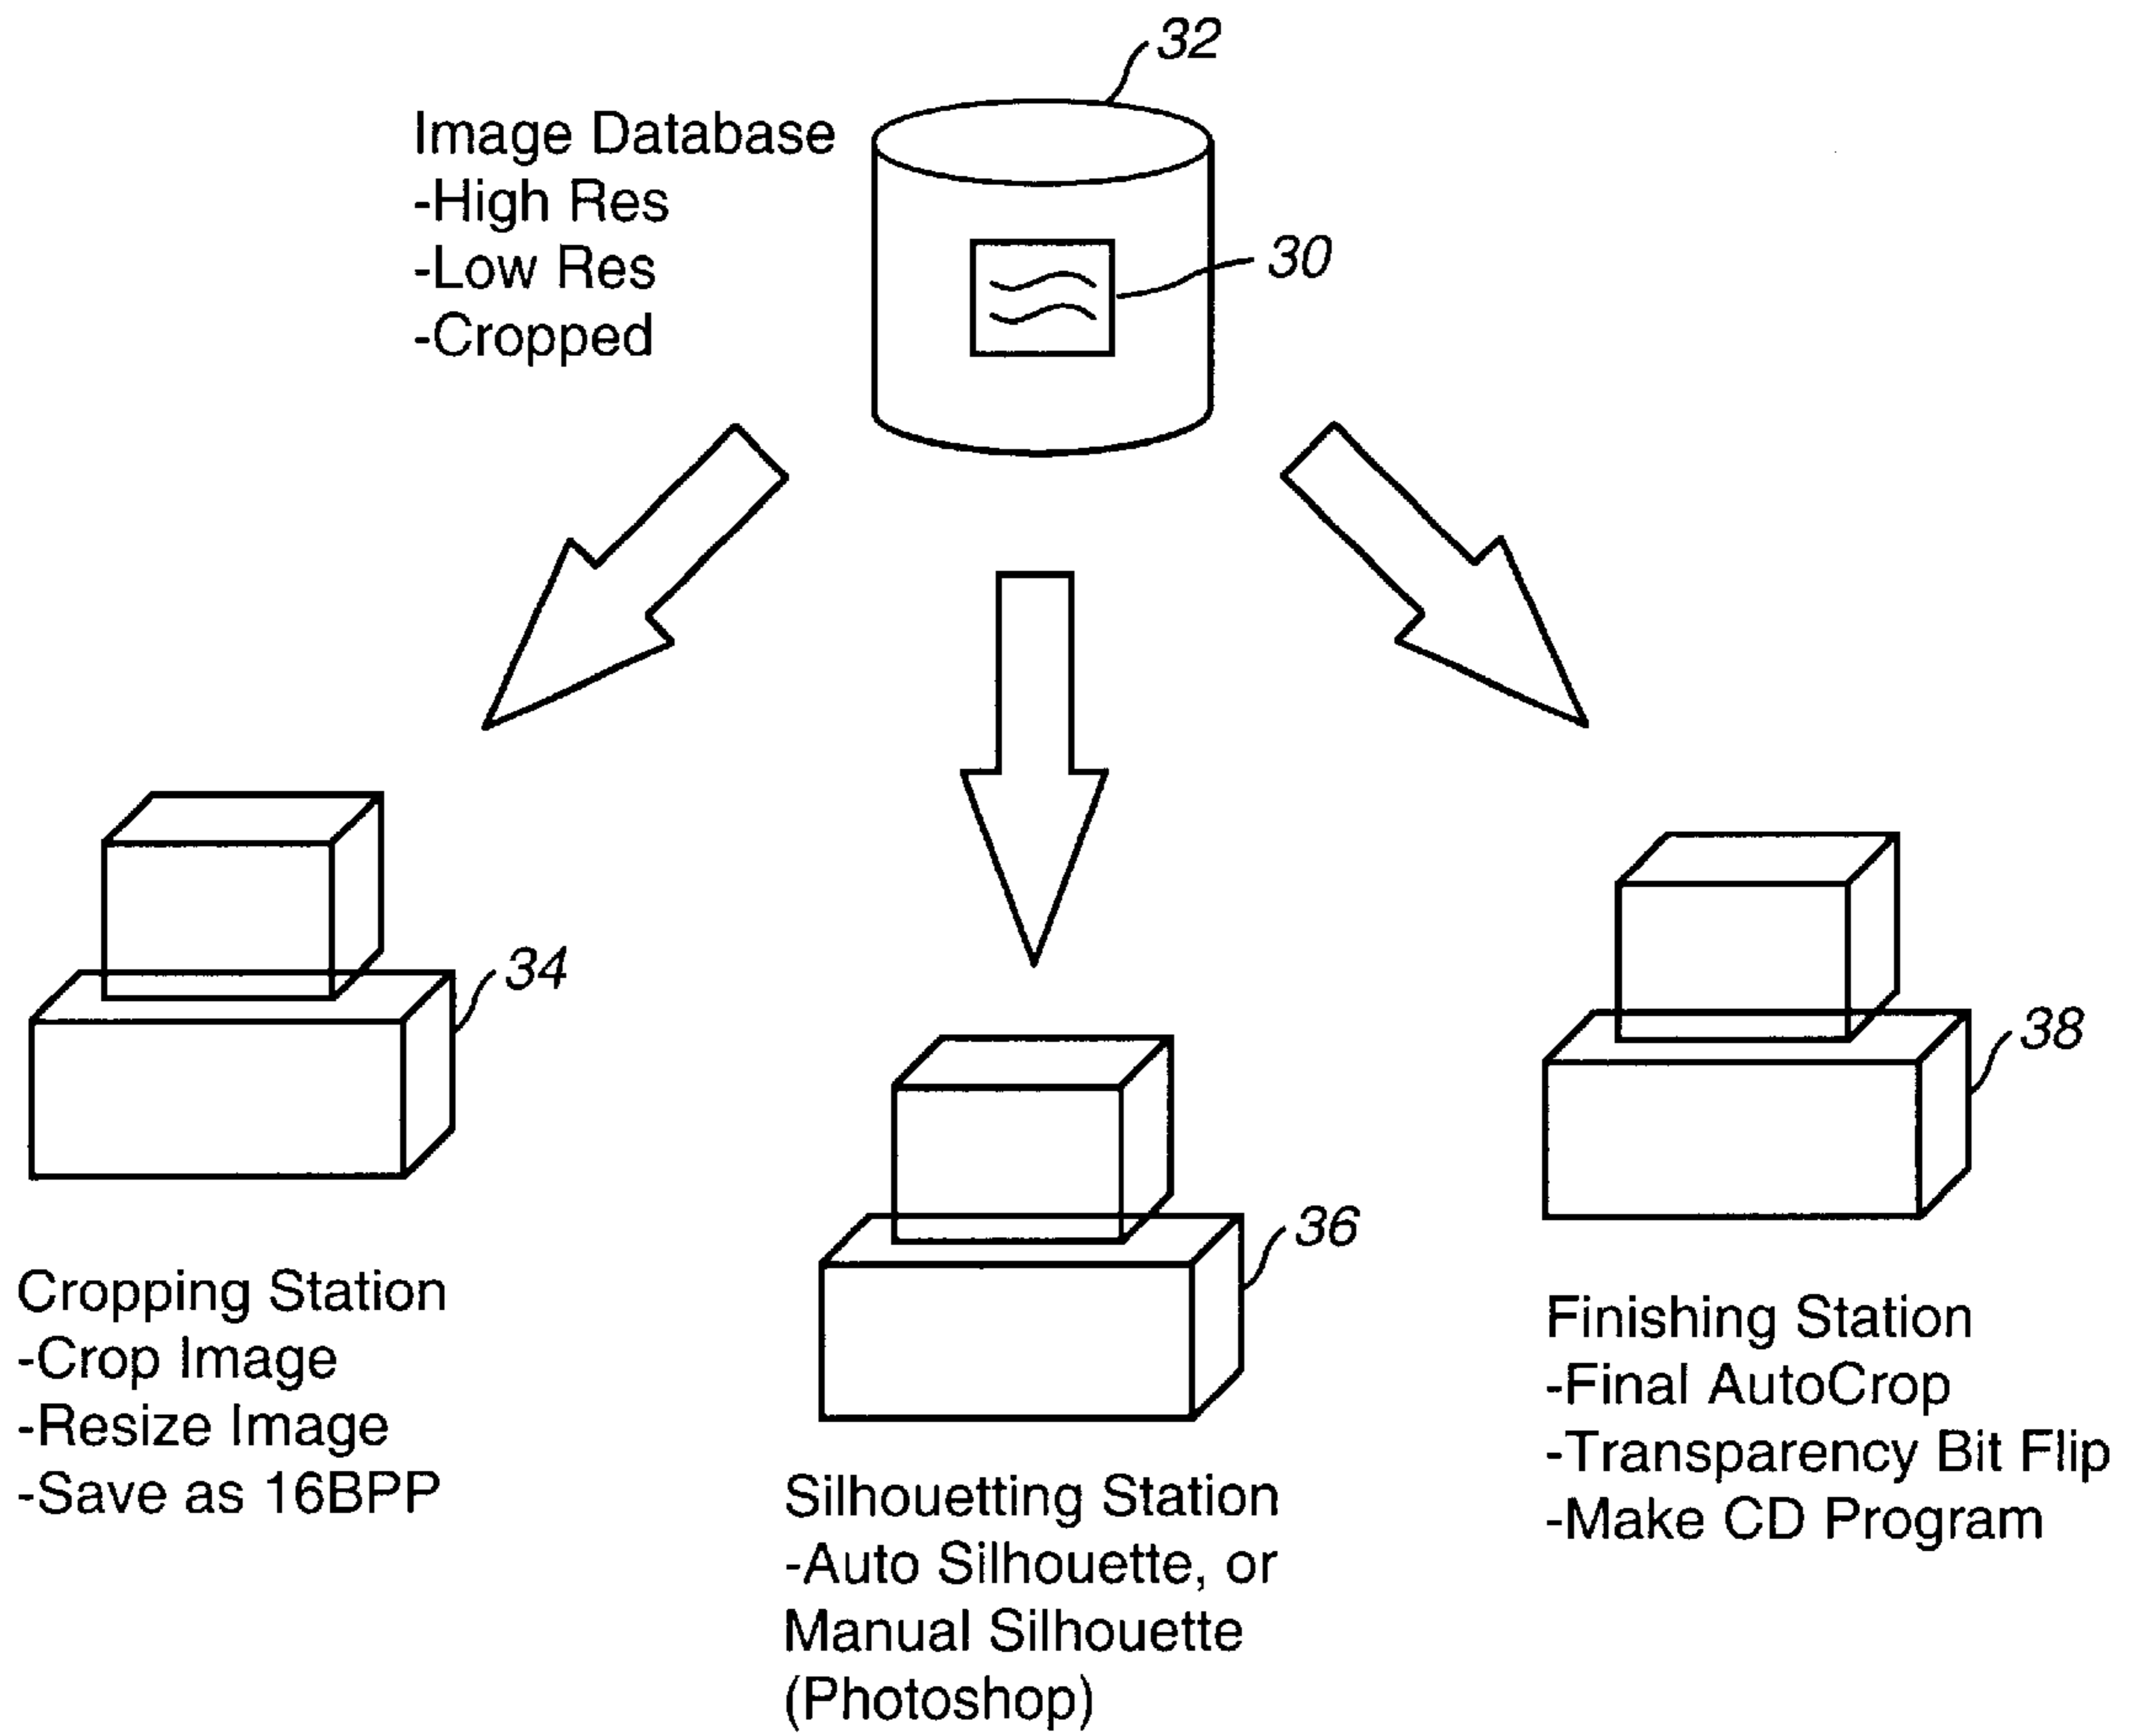 32
Image Database
-High Res
-Low Res
-Cropped
30
34
Cropping Station
-Crop Image
-Resize Image
-Save as 16BPP
36
Silhouetting Station
-Auto Silhouette, or
Manual Silhouette
(Photoshop)
38
Finishing Station
-Final AutoCrop
-Transparency Bit Flip
-Make CD Program